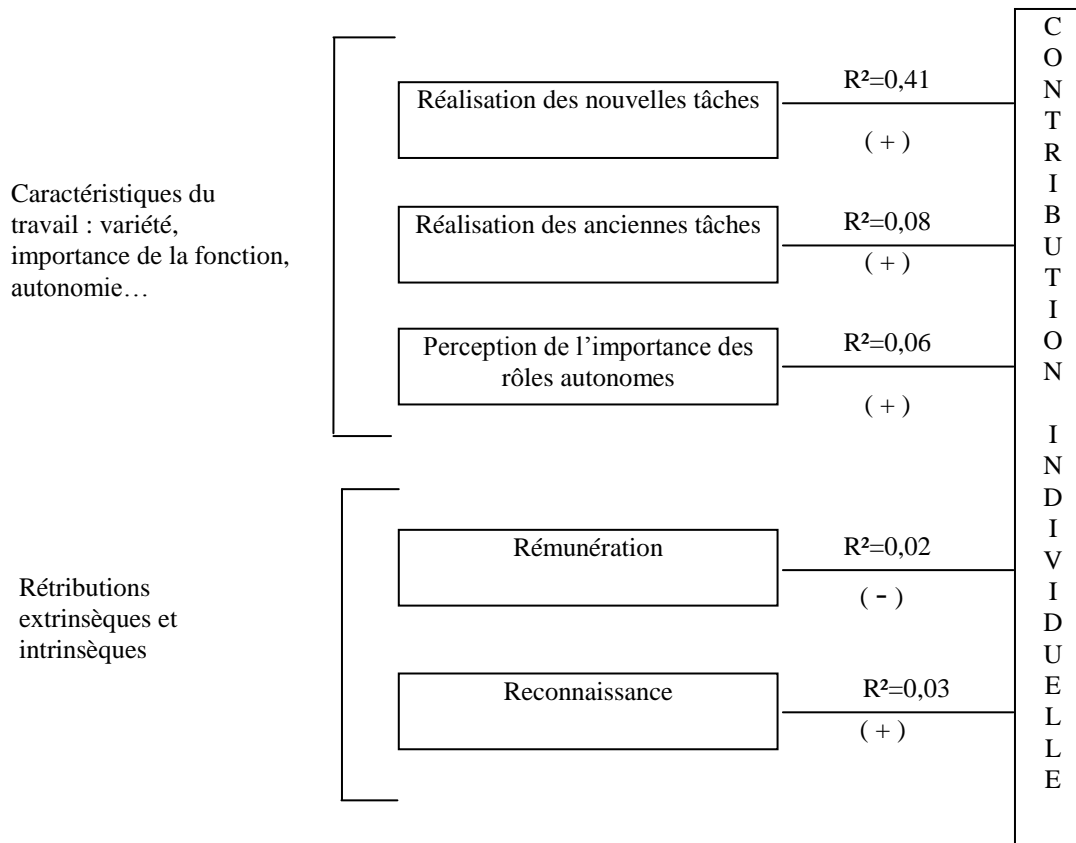 Caractéristiques du
travail : variété,
importance de la fonction,
autonomie…
Réalisation des nouvelles tâches
R²=0,41
( + )
Réalisation des anciennes tâches
R²=0,08
( + )
Perception de l’importance des
rôles autonomes
R²=0,06
( + )
Rétributions
extrinsèques et
intrinsèques
Rémunération
R²=0,02
( - )
Reconnaissance
R²=0,03
( + )
C
O
N
T
R
I
B
U
T
I
O
N
I
N
D
I
V
I
D
U
E
L
L
E